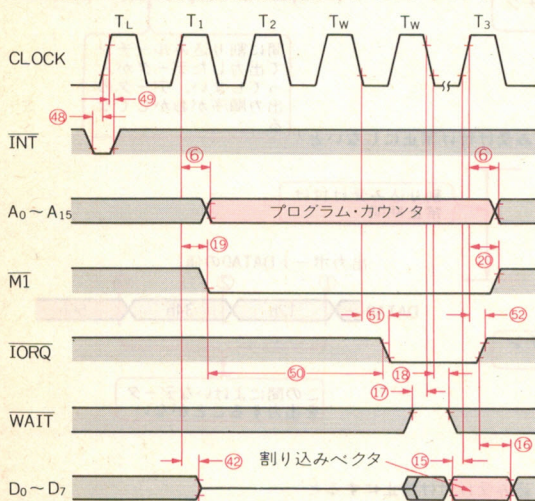 TL T1 T2 TW TW T3
CLOCK
㊽ ㊾
INT
⑥ ⑥
A0～A15 プログラム・カウンタ
⑲ ⑳
M1
51 52
IORQ
50 ⑱
⑰
WAIT
⑯
㊷ 割り込みベクタ ⑮
D0～D7